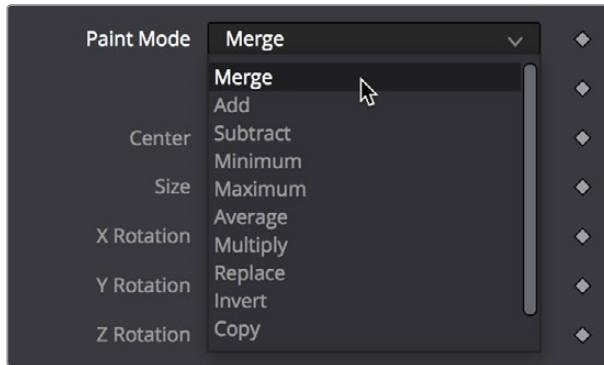 Paint Mode Merge
Merge
Add
Center Subtract
Minimum
Size Maximum
Average
X Rotation Multiply
Replace
Y Rotation Invert
Z Rotation Copy